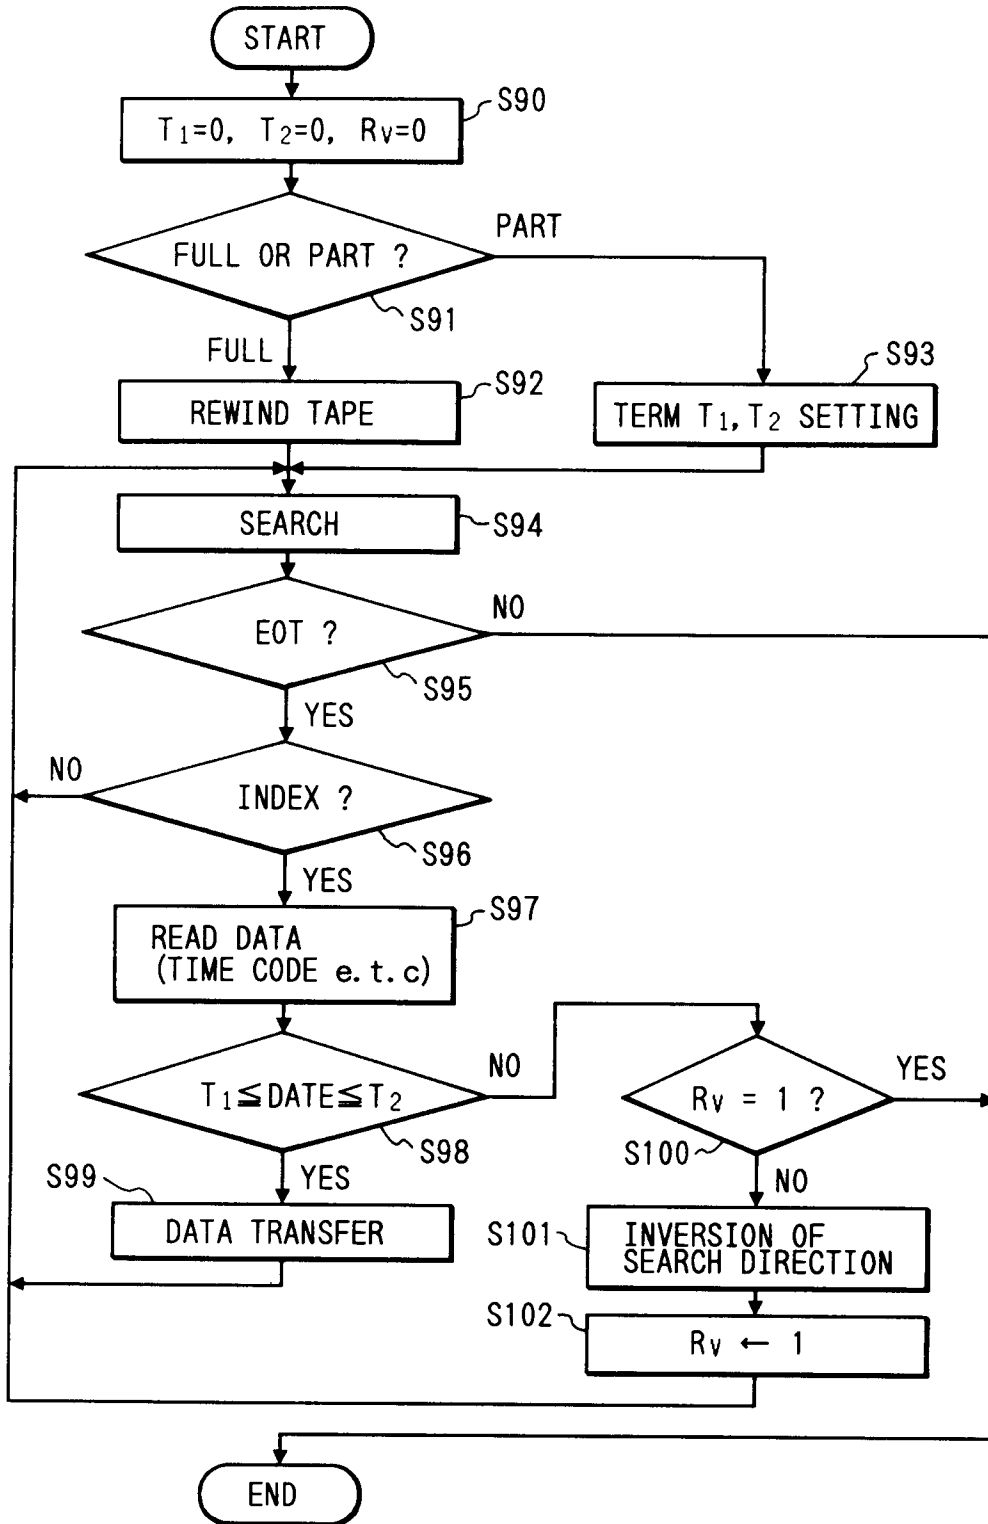 START
S90
T1=0, T2=0, RV=0
PART
FULL OR PART ?
S91
FULL
S92
S93
REWIND TAPE
TERM T1, T2 SETTING
SEARCH
S94
NO
EOT ?
S95
YES
NO
INDEX ?
S96
YES
S97
READ DATA
(TIME CODE e.t.c)
NO
YES
T1≦DATE≦T2
RV = 1 ?
S98
S100
YES
S99
NO
DATA TRANSFER
S101
INVERSION OF
SEARCH DIRECTION
S102
RV ← 1
END